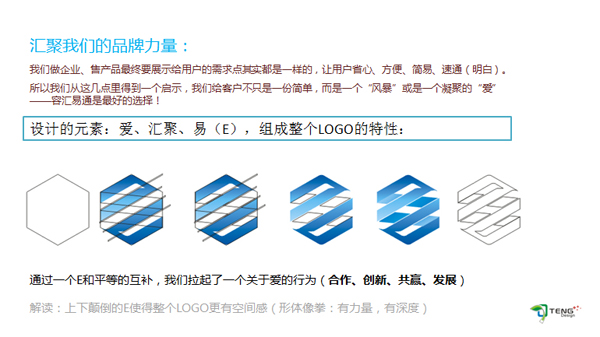 汇聚我们的品牌力量：
我们做企业、售产品最终要展示给用户的需求点其实都是一样的，让用户省心、方便、简易、速通（明白）。
所以我们从这几点里得到一个启示，我们给客户不只是一份简单，而是一个“风暴”或是一个凝聚的“爱”
——容汇易通是最好的选择！
设计的元素：爱、汇聚、易（E），组成整个LOGO的特性：
通过一个E和平等的互补，我们拉起了一个关于爱的行为（合作、创新、共赢、发展）
解读：上下颠倒的E使得整个LOGO更有空间感（形体像拳：有力量，有深度）
TENG
Design